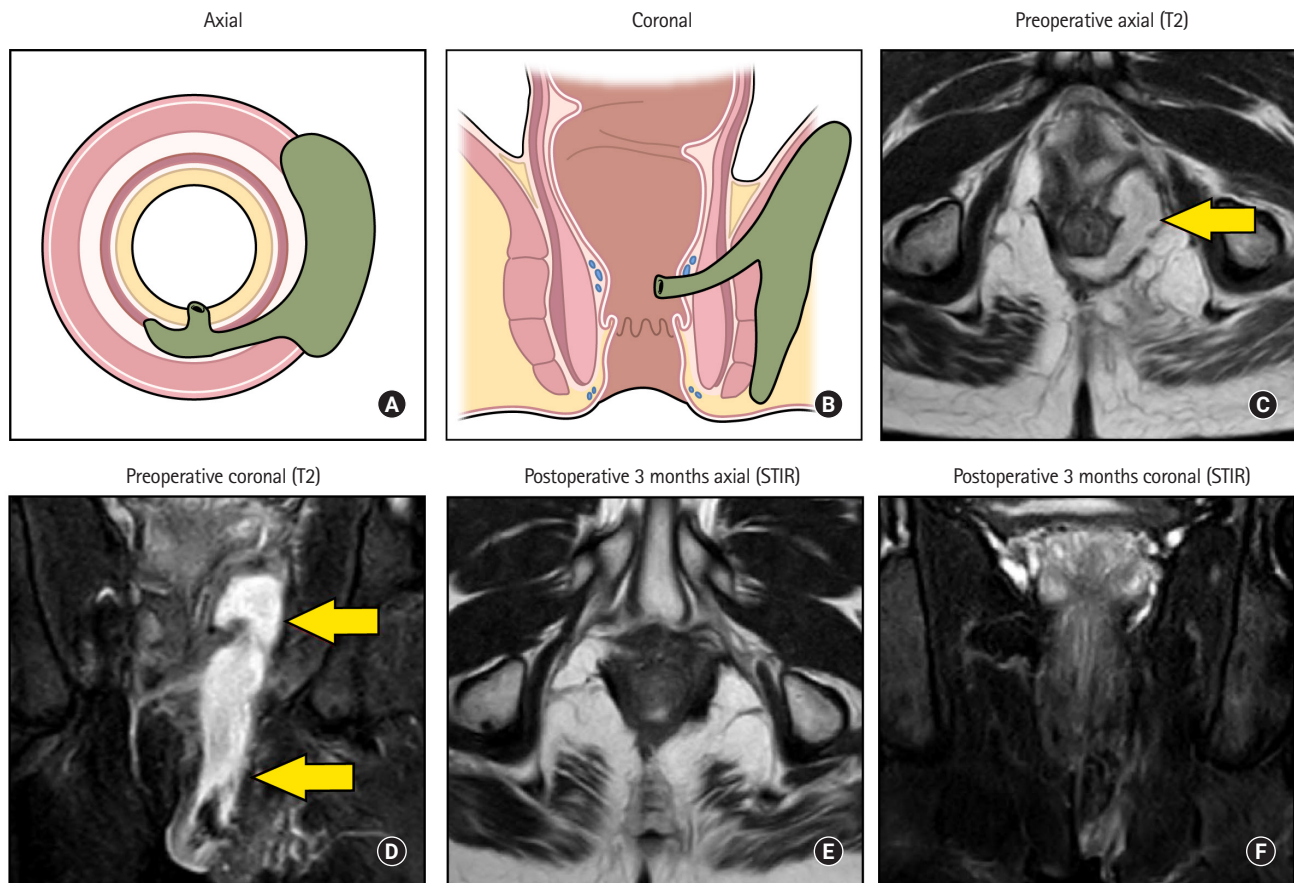 Axial
Coronal
Preoperative axial (T2)
A
B
C
Preoperative coronal (T2)
Postoperative 3 months axial (STIR)
Postoperative 3 months coronal (STIR)
D
E
F